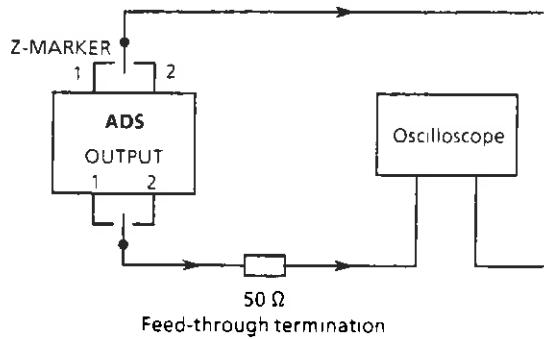 Z-MARKER
1 2
ADS
OUTPUT
1 2
Oscilloscope
50 Ω
Feed-through termination